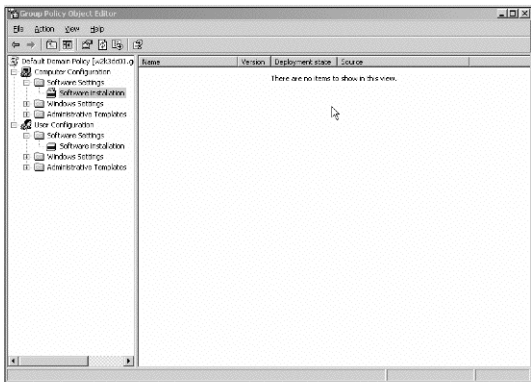 Group Policy Object Editor
File Action View Help
Default Domain Policy [w2k3dd01.g
Computer Configuration
Software Settings
Software Installation
Windows Settings
Administrative Templates
User Configuration
Software Settings
Software Installation
Windows Settings
Administrative Templates
Name Version Deployment state Source
There are no items to show in this view.